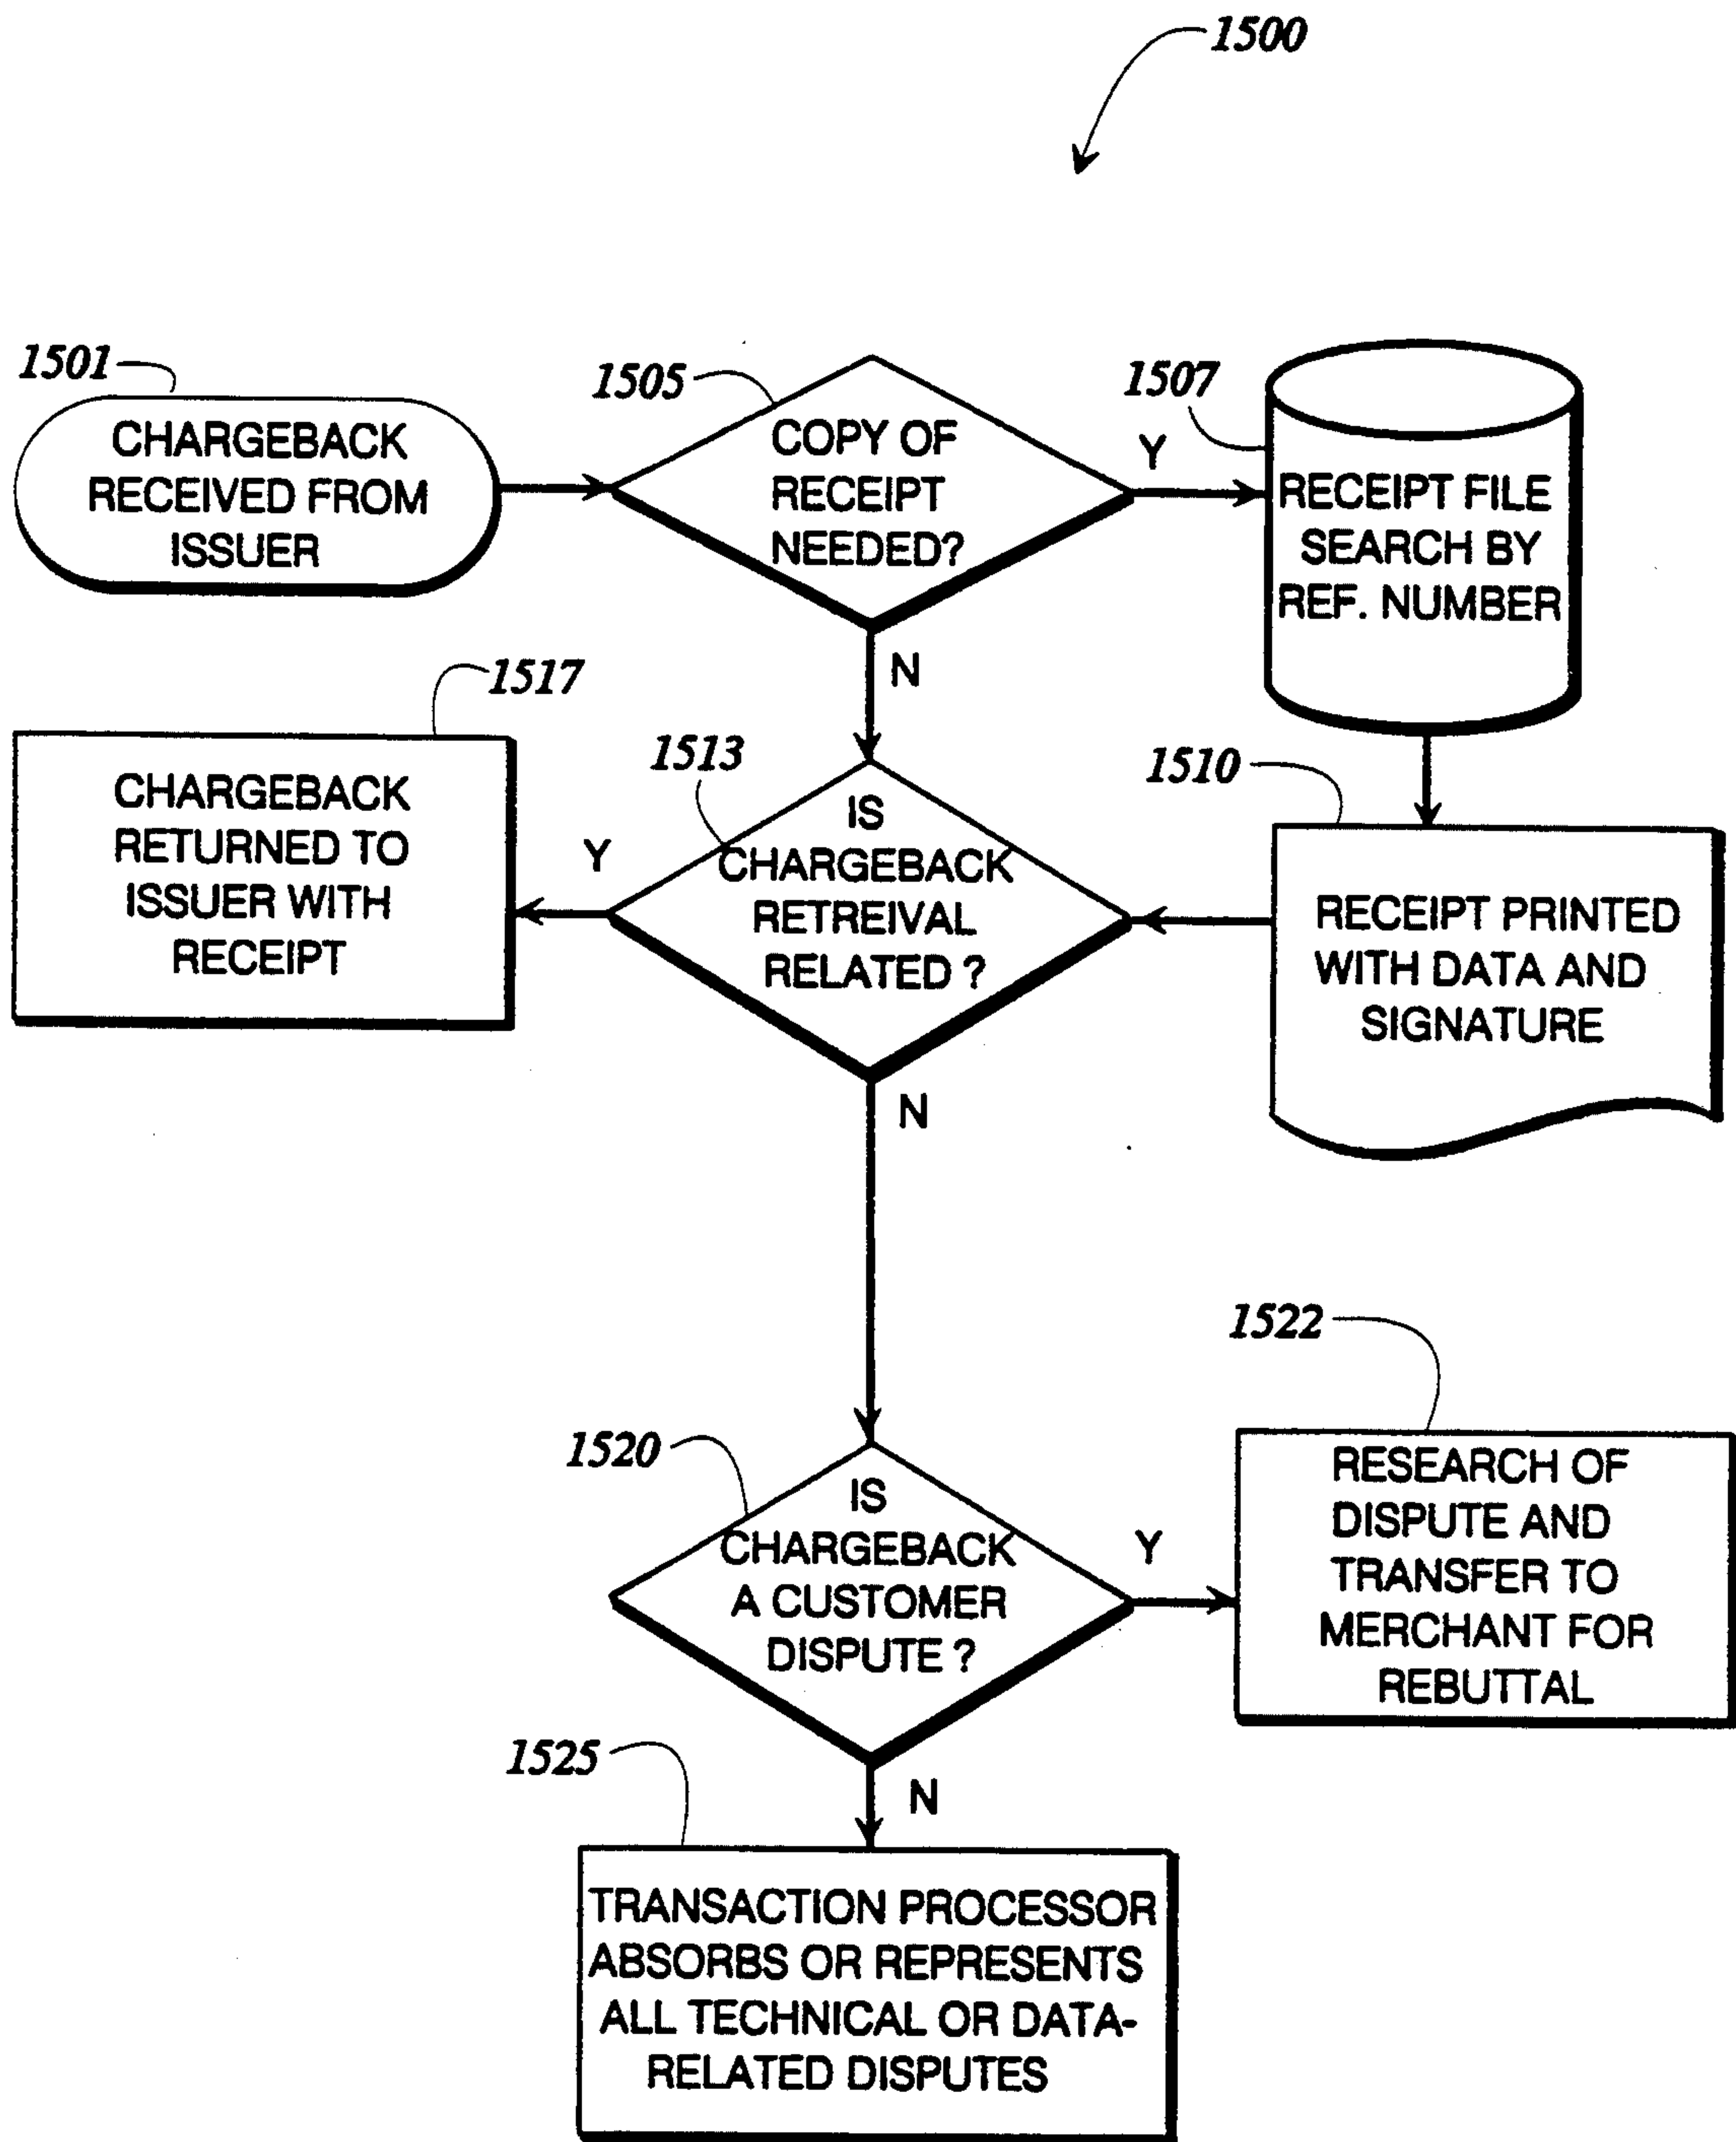 1500
1501
CHARGEBACK
RECEIVED FROM
ISSUER
1505
COPY OF
RECEIPT
NEEDED?
Y
N
1507
RECEIPT FILE
SEARCH BY
REF. NUMBER
1517
CHARGEBACK
RETURNED TO
ISSUER WITH
RECEIPT
1513
IS
CHARGEBACK
RETREIVAL
RELATED ?
Y
N
1510
RECEIPT PRINTED
WITH DATA AND
SIGNATURE
1520
IS
CHARGEBACK
A CUSTOMER
DISPUTE ?
Y
N
1522
RESEARCH OF
DISPUTE AND
TRANSFER TO
MERCHANT FOR
REBUTTAL
1525
TRANSACTION PROCESSOR
ABSORBS OR REPRESENTS
ALL TECHNICAL OR DATA-
RELATED DISPUTES